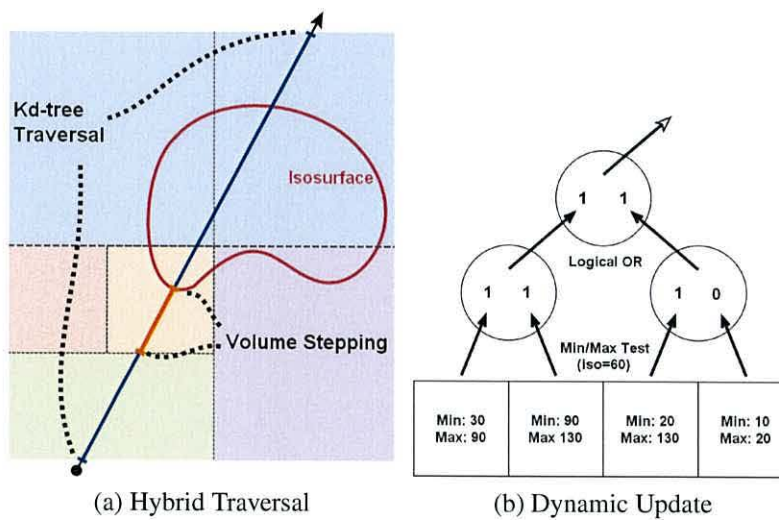 Kd-tree
Traversal
Isosurface
Volume Stepping
(a) Hybrid Traversal
1 1
Logical OR
1 1
1 0
Min/Max Test
(Iso=60)
Min: 30
Max: 90
Min: 90
Max 130
Min: 20
Max: 130
Min: 10
Max: 20
(b) Dynamic Update